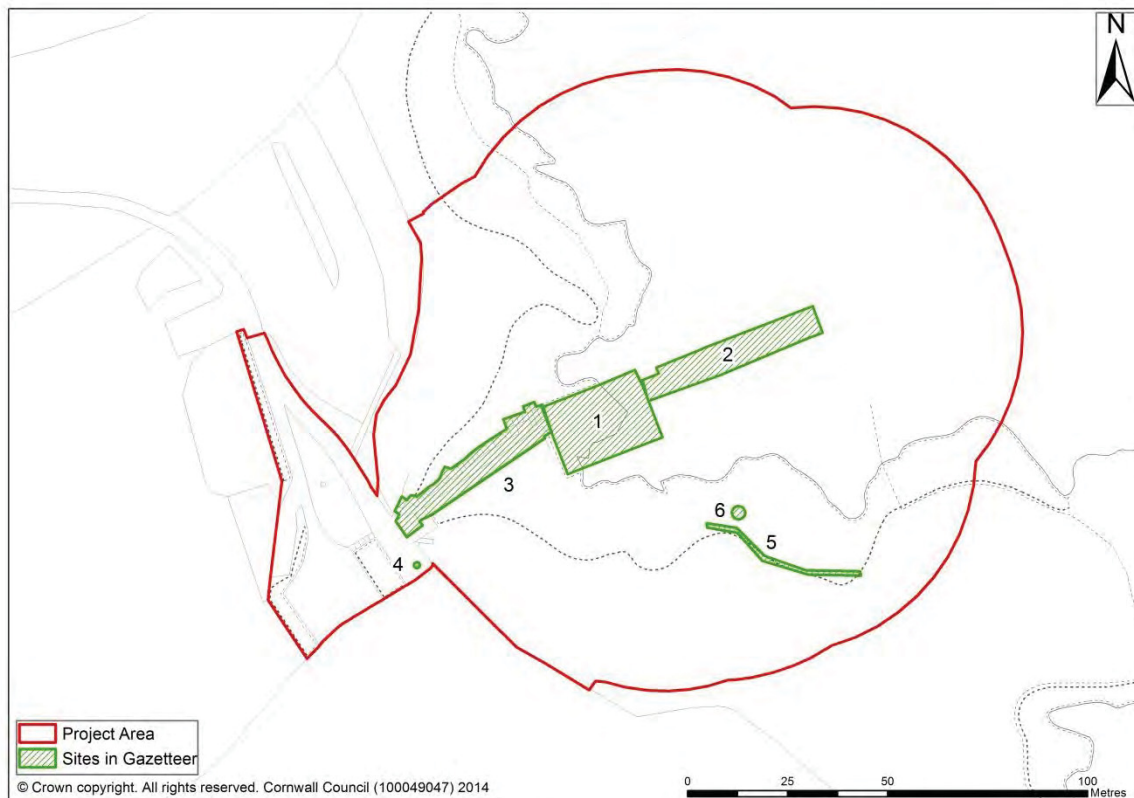 N
2
1
3
6
5
4
Project Area
Sites in Gazetteer
© Crown copyright. All rights reserved. Cornwall Council (100049047) 2014
0 25 50 100
Metres